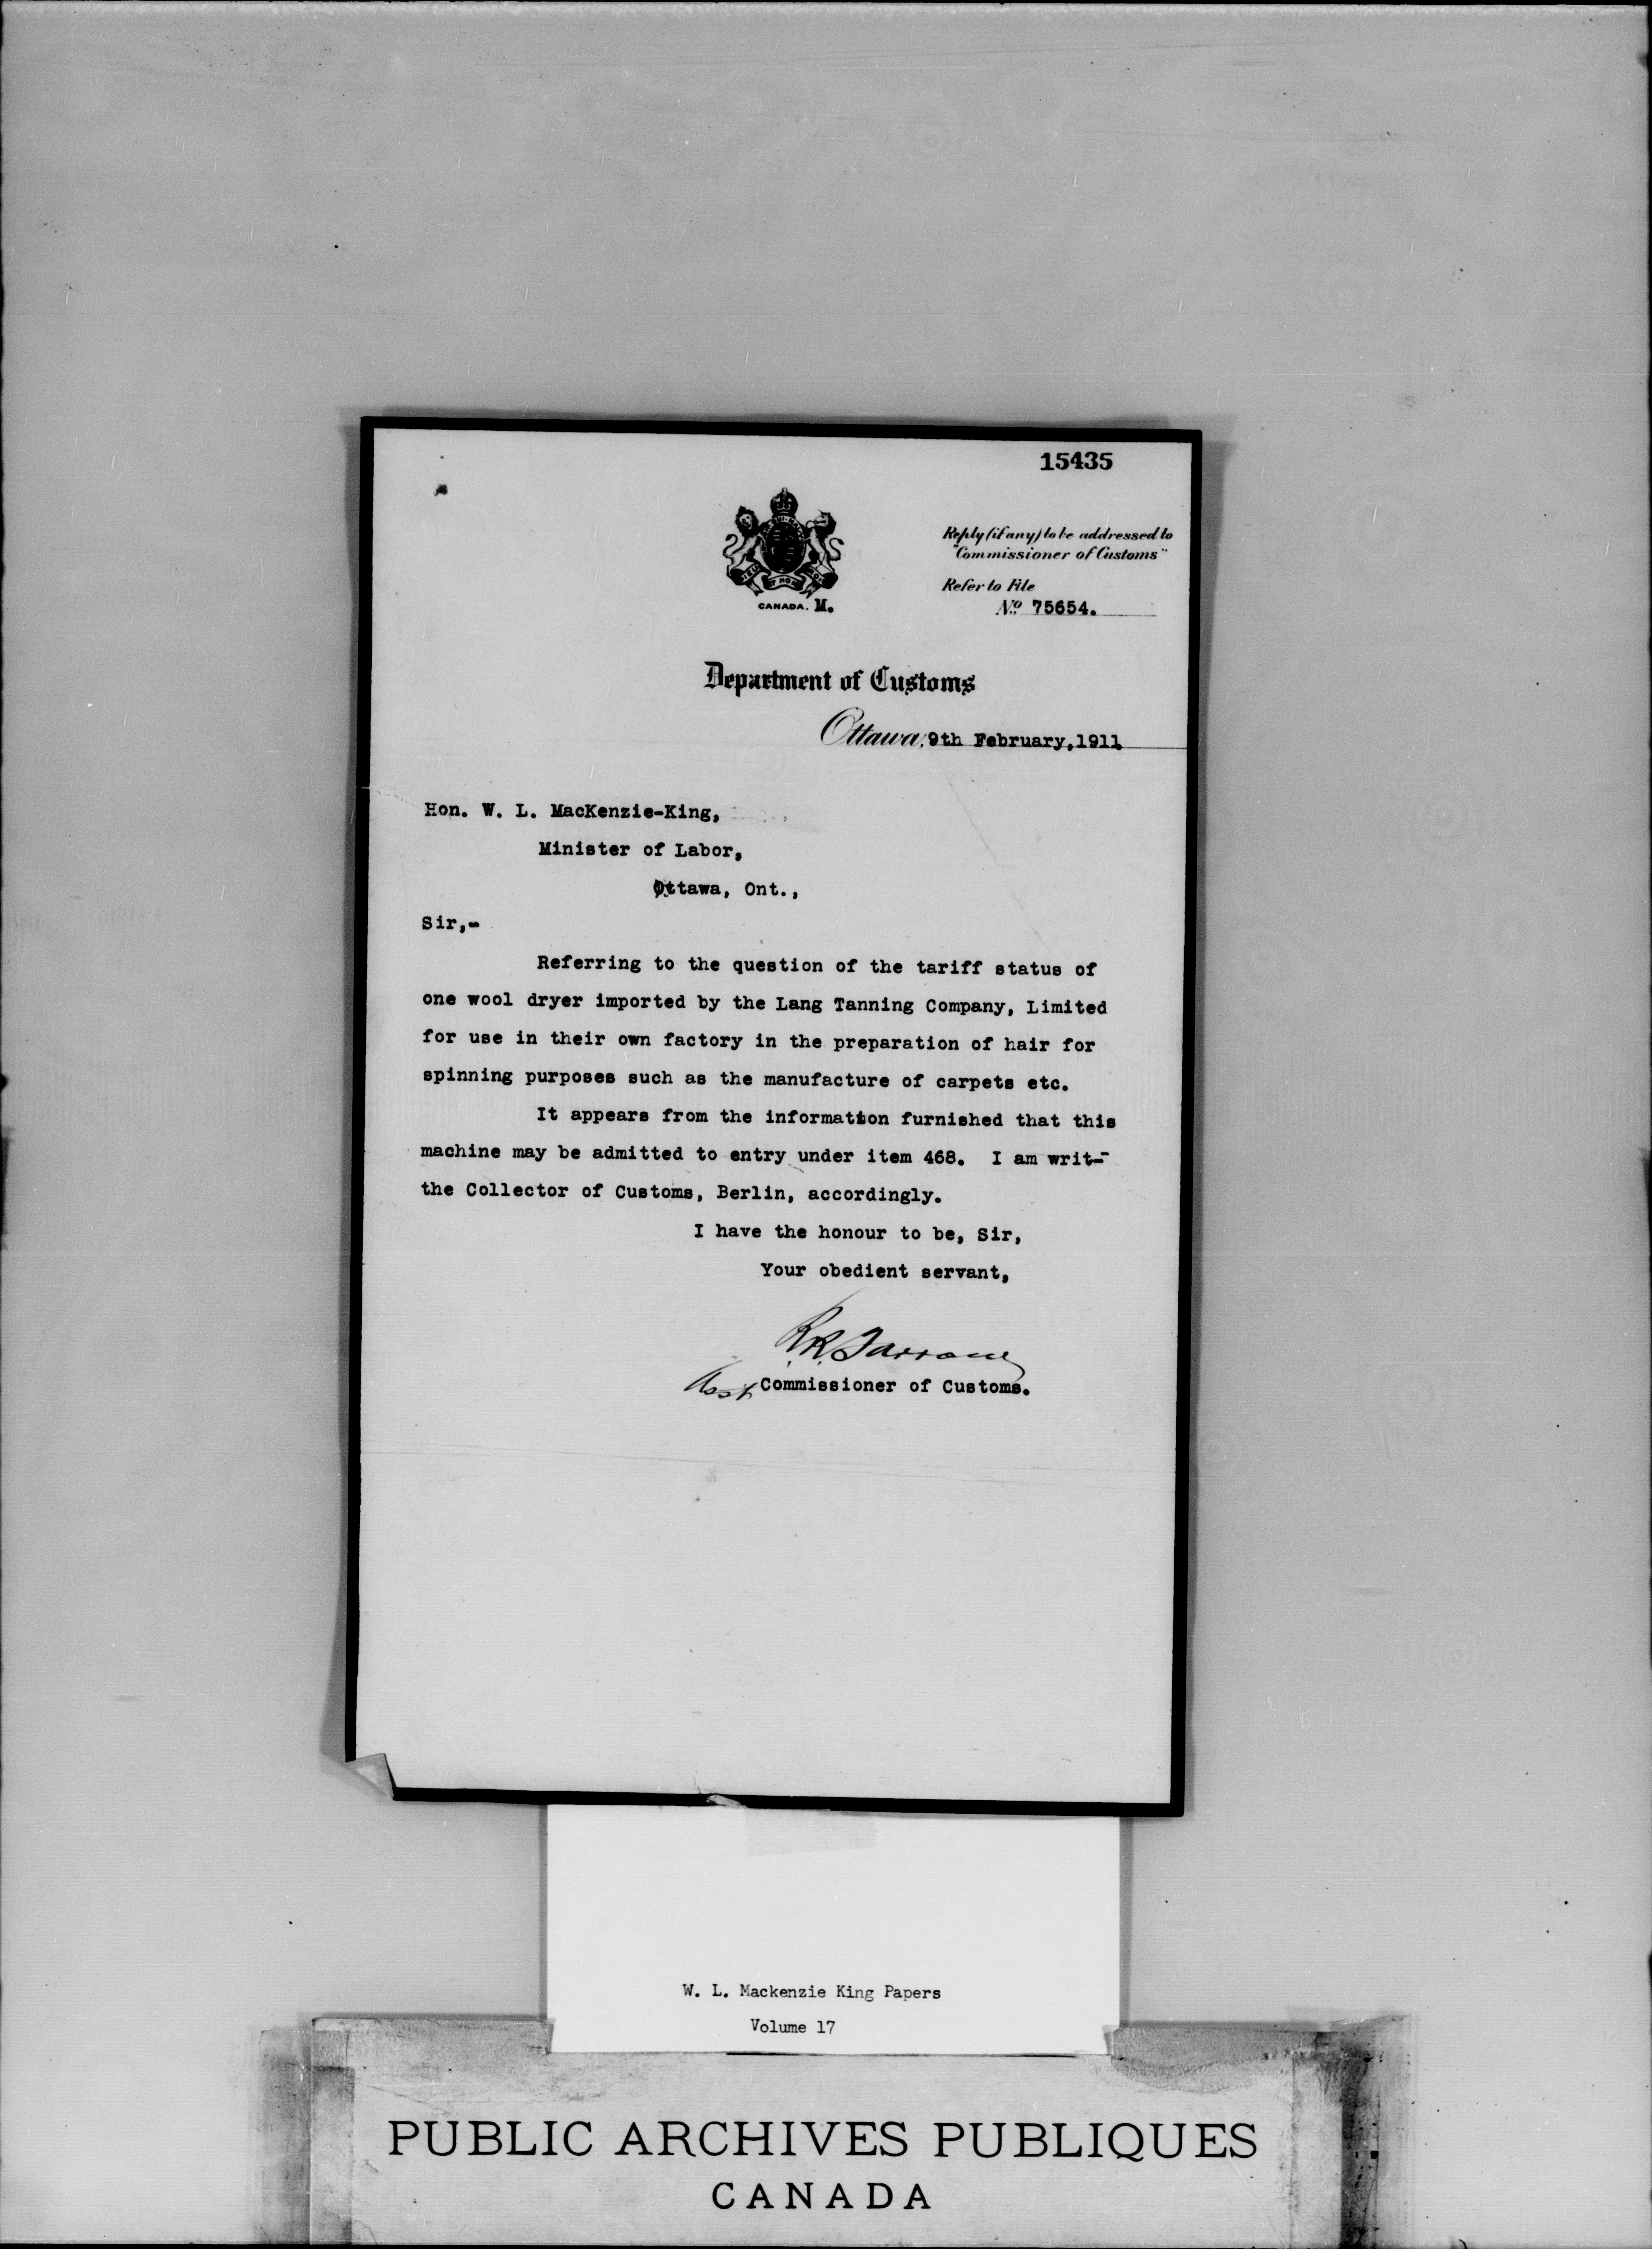 15435
Reply (if any) to be addressed to
"Commissioner of Customs"
Refer to File
No. 75654.
CANADA. M.
Department of Customs
Ottawa, 9th February, 1911
Hon. W. L. MacKenzie-King,
Minister of Labor,
Ottawa, Ont.,
Sir,-
Referring to the question of the tariff status of
one wool dryer imported by the Lang Tanning Company, Limited
for use in their own factory in the preparation of hair for
spinning purposes such as the manufacture of carpets etc.
It appears from the information furnished that this
machine may be admitted to entry under item 468. I am writ-
the Collector of Customs, Berlin, accordingly.
I have the honour to be, Sir,
Your obedient servant,
R.R. Farrow
Asst Commissioner of Customs.
W. L. Mackenzie King Papers
Volume 17
PUBLIC ARCHIVES PUBLIQUES
CANADA